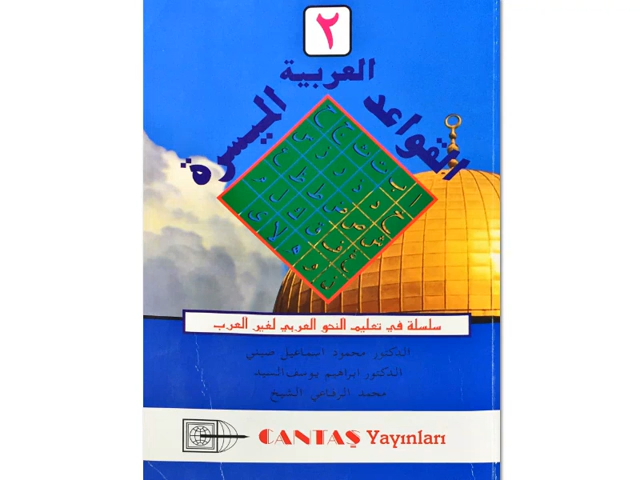 ٢
القواعد العربية الميسرة
سلسلة في تعليم النحو العربي لغير العرب
الدكتور محمود اسماعيل صيني
الدكتور ابراهيم يوسف السيد
محمد الرفاعي الشيخ
CANTAŞ Yayınları